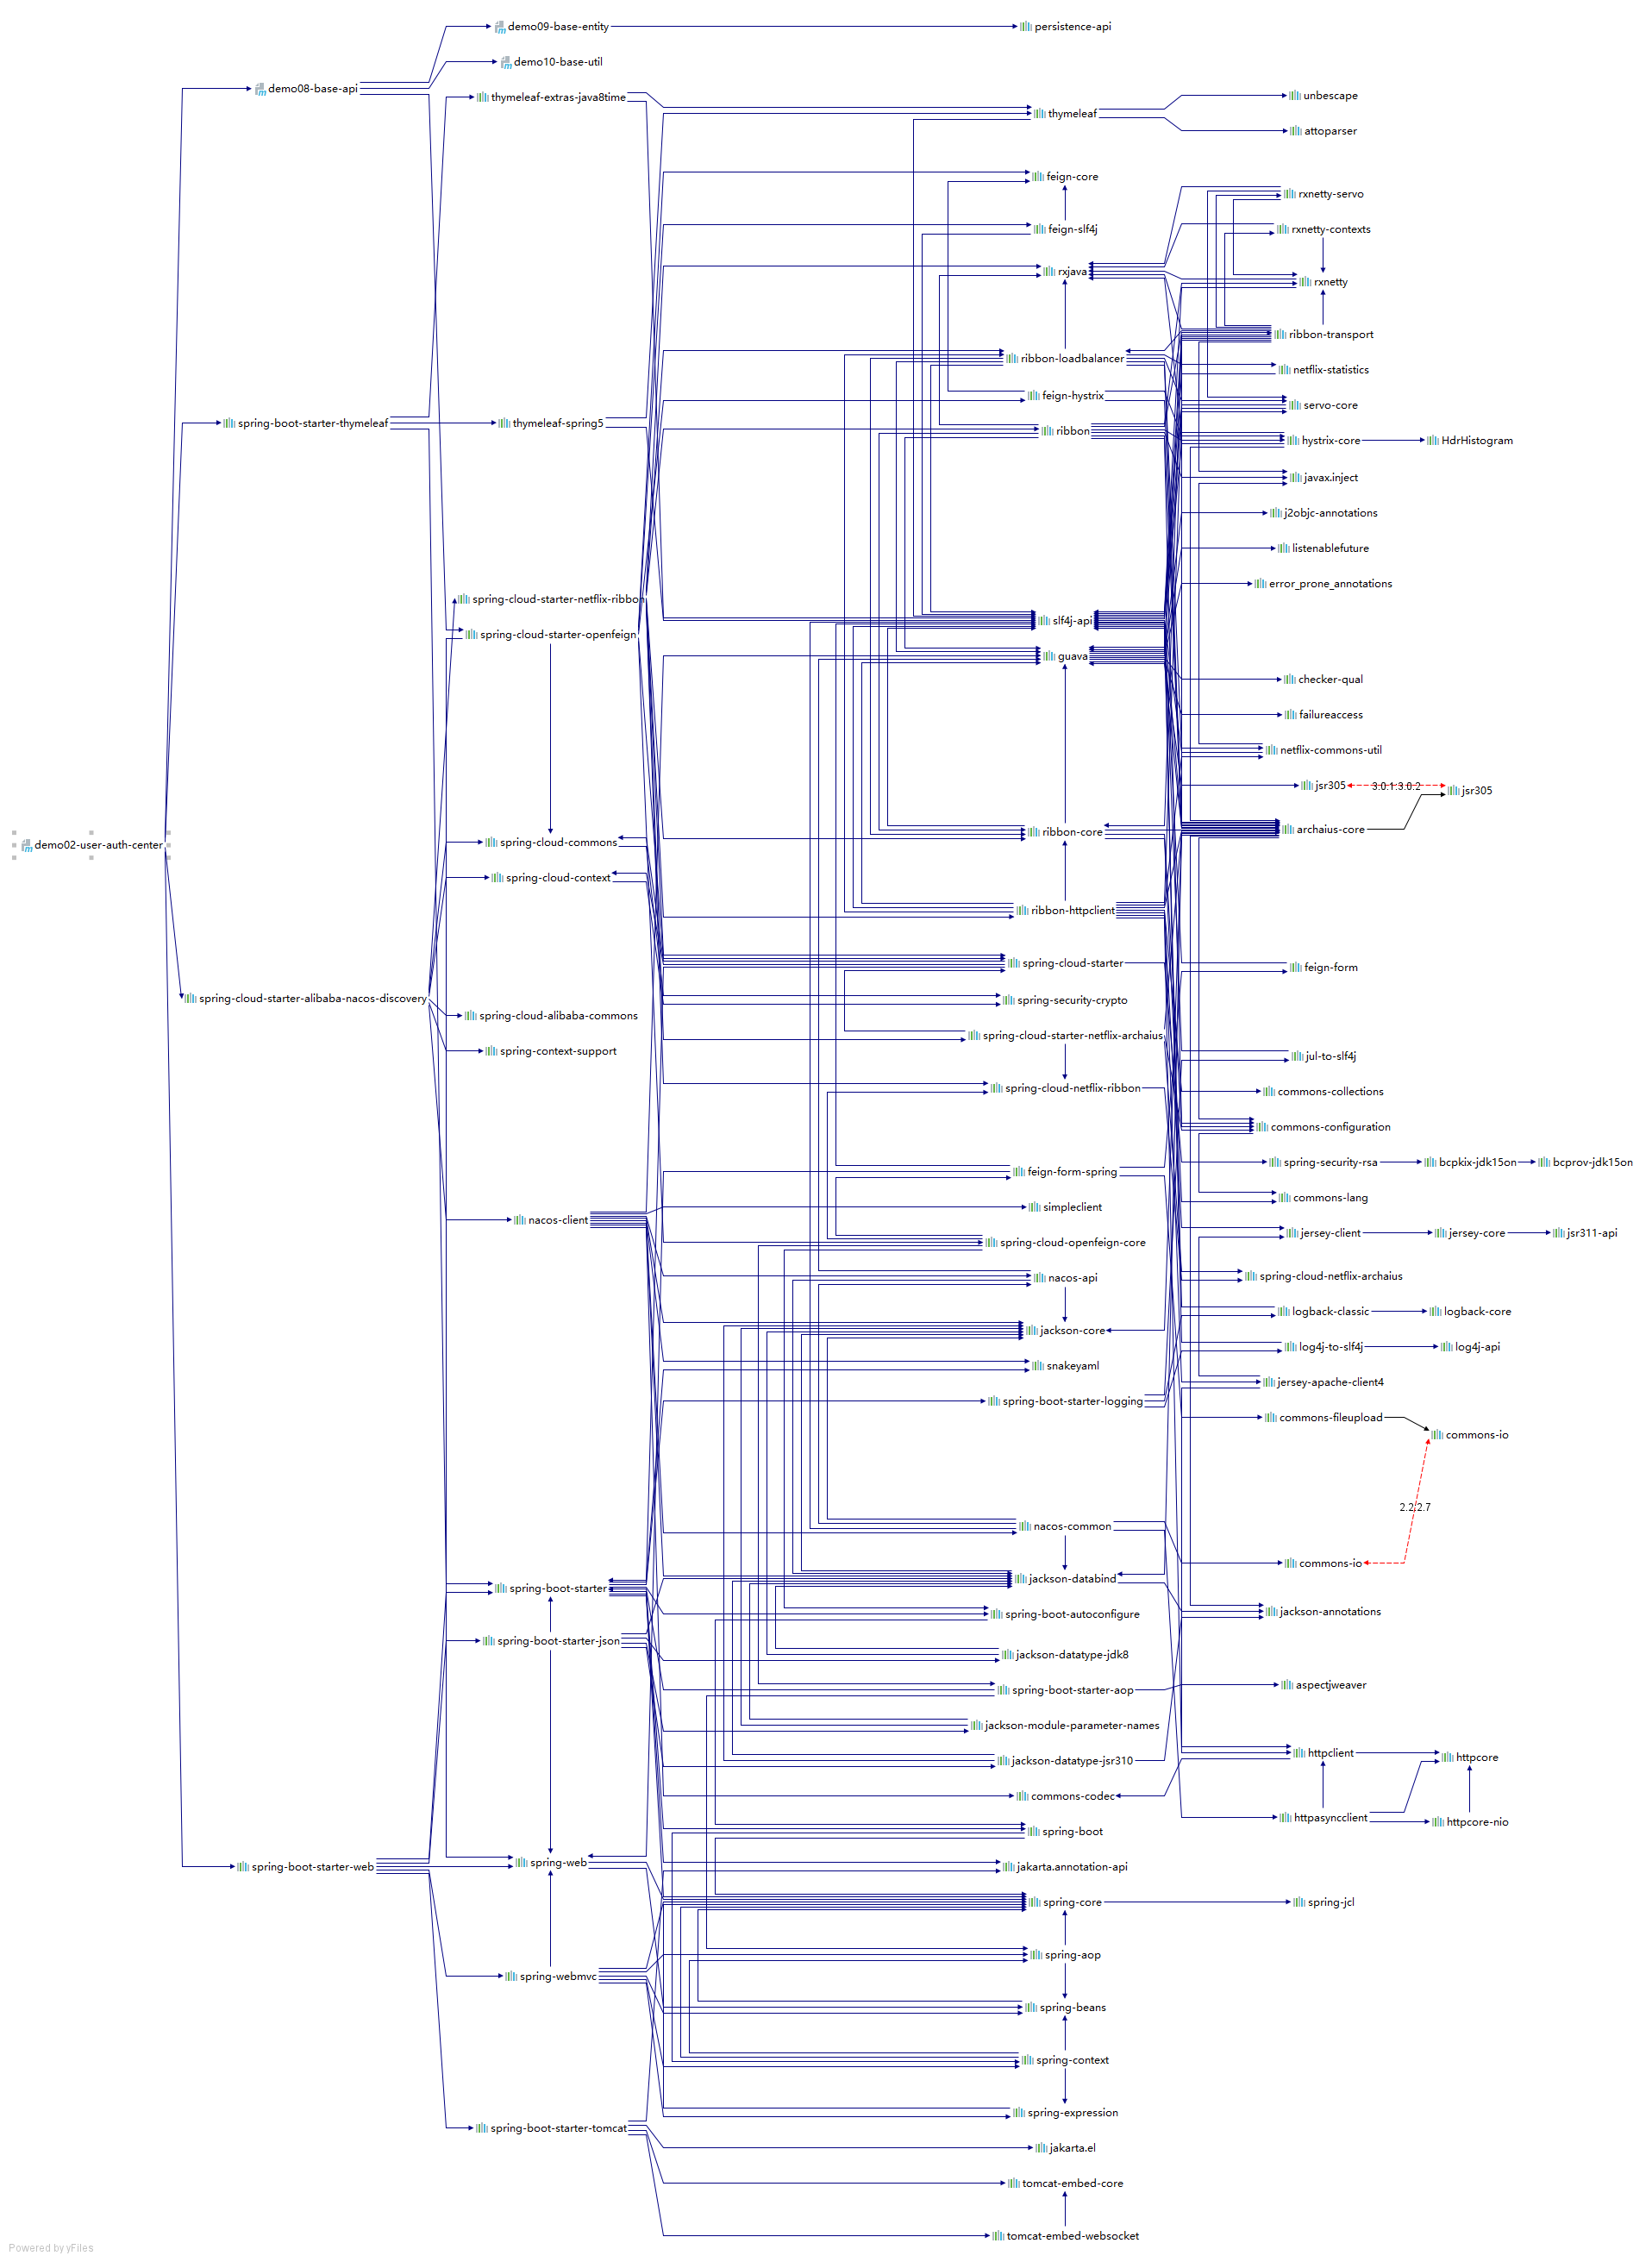 demo09-base-entity
persistence-api
demo10-base-util
demo08-base-api
thymeleaf-extras-java8time
unbescape
thymeleaf
attoparser
feign-core
rxnetty-servo
feign-slf4j
rxnetty-contexts
rxjava
rxnetty
ribbon-transport
ribbon-loadbalancer
netflix-statistics
feign-hystrix
servo-core
spring-boot-starter-thymeleaf
thymeleaf-spring5
ribbon
hystrix-core
HdrHistogram
javax.inject
j2objc-annotations
listenablefuture
error_prone_annotations
spring-cloud-starter-netflix-ribbon
slf4j-api
spring-cloud-starter-openfeign
guava
checker-qual
failureaccess
netflix-commons-util
jsr305
3.0.1:3.0.2
jsr305
ribbon-core
archaius-core
demo02-user-auth-center
spring-cloud-commons
spring-cloud-context
ribbon-httpclient
spring-cloud-starter
feign-form
spring-cloud-starter-alibaba-nacos-discovery
spring-security-crypto
spring-cloud-alibaba-commons
spring-cloud-starter-netflix-archaius
spring-context-support
jul-to-slf4j
spring-cloud-netflix-ribbon
commons-collections
commons-configuration
spring-security-rsa
bcpkix-jdk15on
bcprov-jdk15on
feign-form-spring
commons-lang
simpleclient
nacos-client
jersey-client
jersey-core
jsr311-api
spring-cloud-openfeign-core
nacos-api
spring-cloud-netflix-archaius
logback-classic
logback-core
jackson-core
log4j-to-slf4j
log4j-api
snakeyaml
jersey-apache-client4
spring-boot-starter-logging
commons-fileupload
commons-io
2.2:2.7
nacos-common
commons-io
jackson-databind
spring-boot-starter
spring-boot-autoconfigure
jackson-annotations
spring-boot-starter-json
jackson-datatype-jdk8
spring-boot-starter-aop
aspectjweaver
jackson-module-parameter-names
jackson-datatype-jsr310
httpclient
httpcore
commons-codec
httpasyncclient
httpcore-nio
spring-boot
spring-boot-starter-web
spring-web
jakarta.annotation-api
spring-core
spring-jcl
spring-aop
spring-webmvc
spring-beans
spring-context
spring-expression
spring-boot-starter-tomcat
jakarta.el
tomcat-embed-core
tomcat-embed-websocket
Powered by yFiles